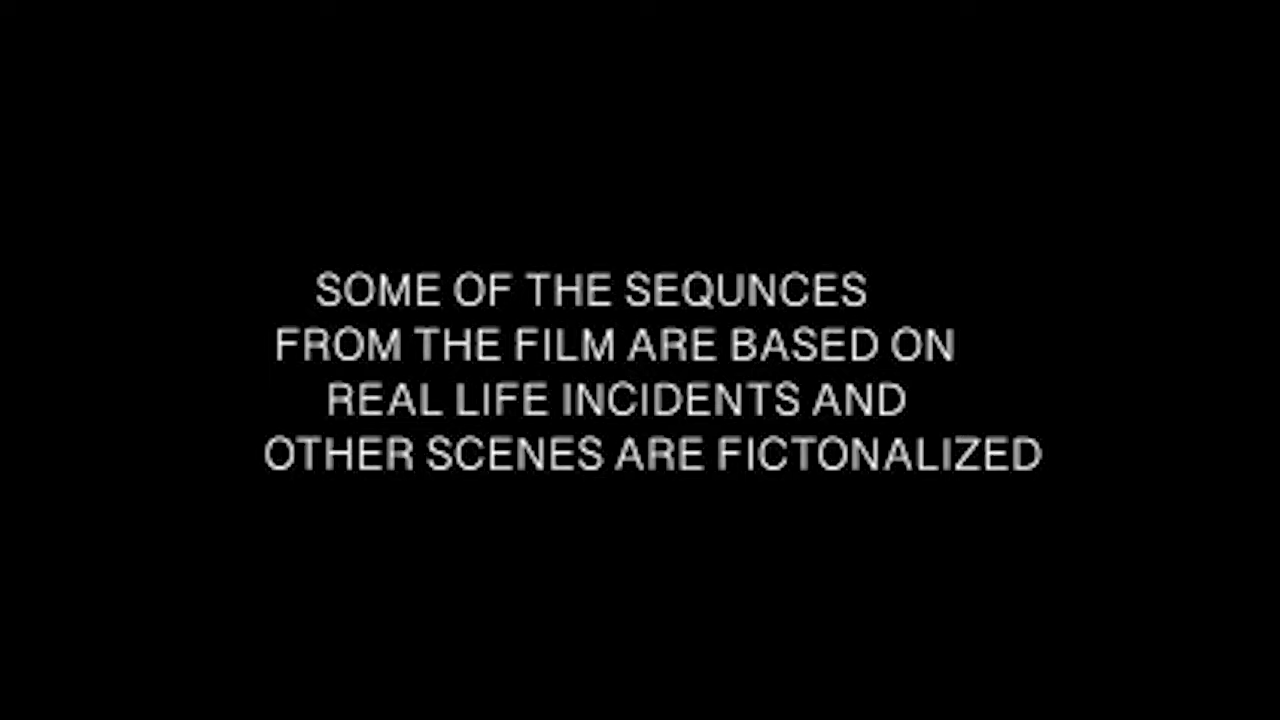 SOME OF THE SEQUNCES
FROM THE FILM ARE BASED ON
REAL LIFE INCIDENTS AND
OTHER SCENES ARE FICTONALIZED